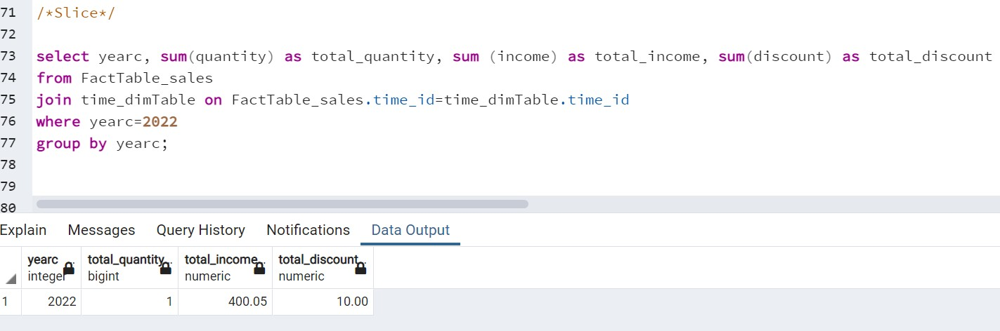 71 /*Slice*/
72
73 select yearc, sum(quantity) as total_quantity, sum (income) as total_income, sum(discount) as total_discount
74 from FactTable_sales
75 join time_dimTable on FactTable_sales.time_id=time_dimTable.time_id
76 where yearc=2022
77 group by yearc;
78
79
80
Explain Messages Query History Notifications Data Output
yearc total_quantity total_income total_discount
integer bigint numeric numeric
1 2022 1 400.05 10.00